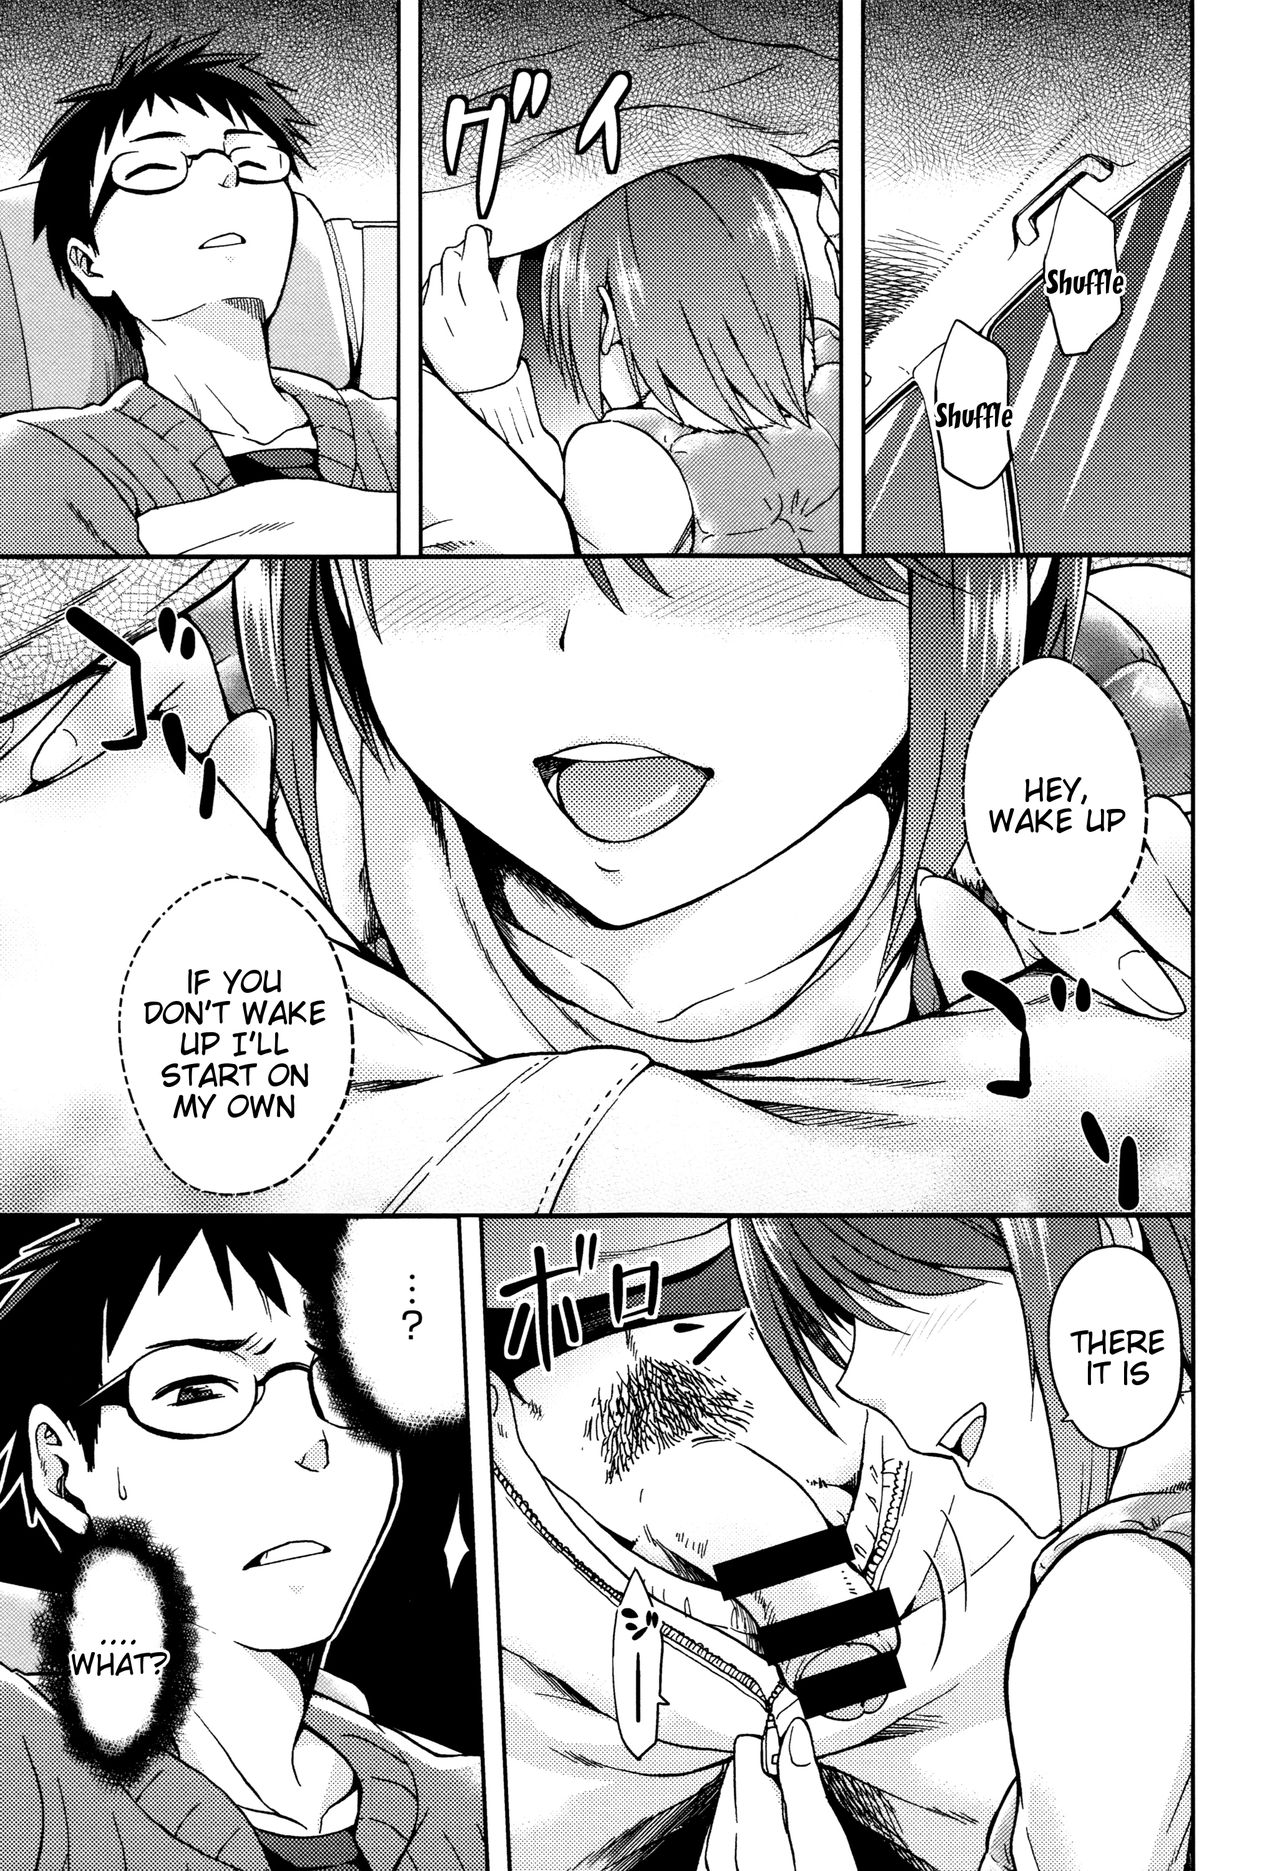 Shuffle
Shuffle
グイ
HEY,
WAKE UP
IF YOU
DON'T WAKE
UP I'LL
START ON
MY OWN
THERE
IT IS
ボロ
...?
....
WHAT?